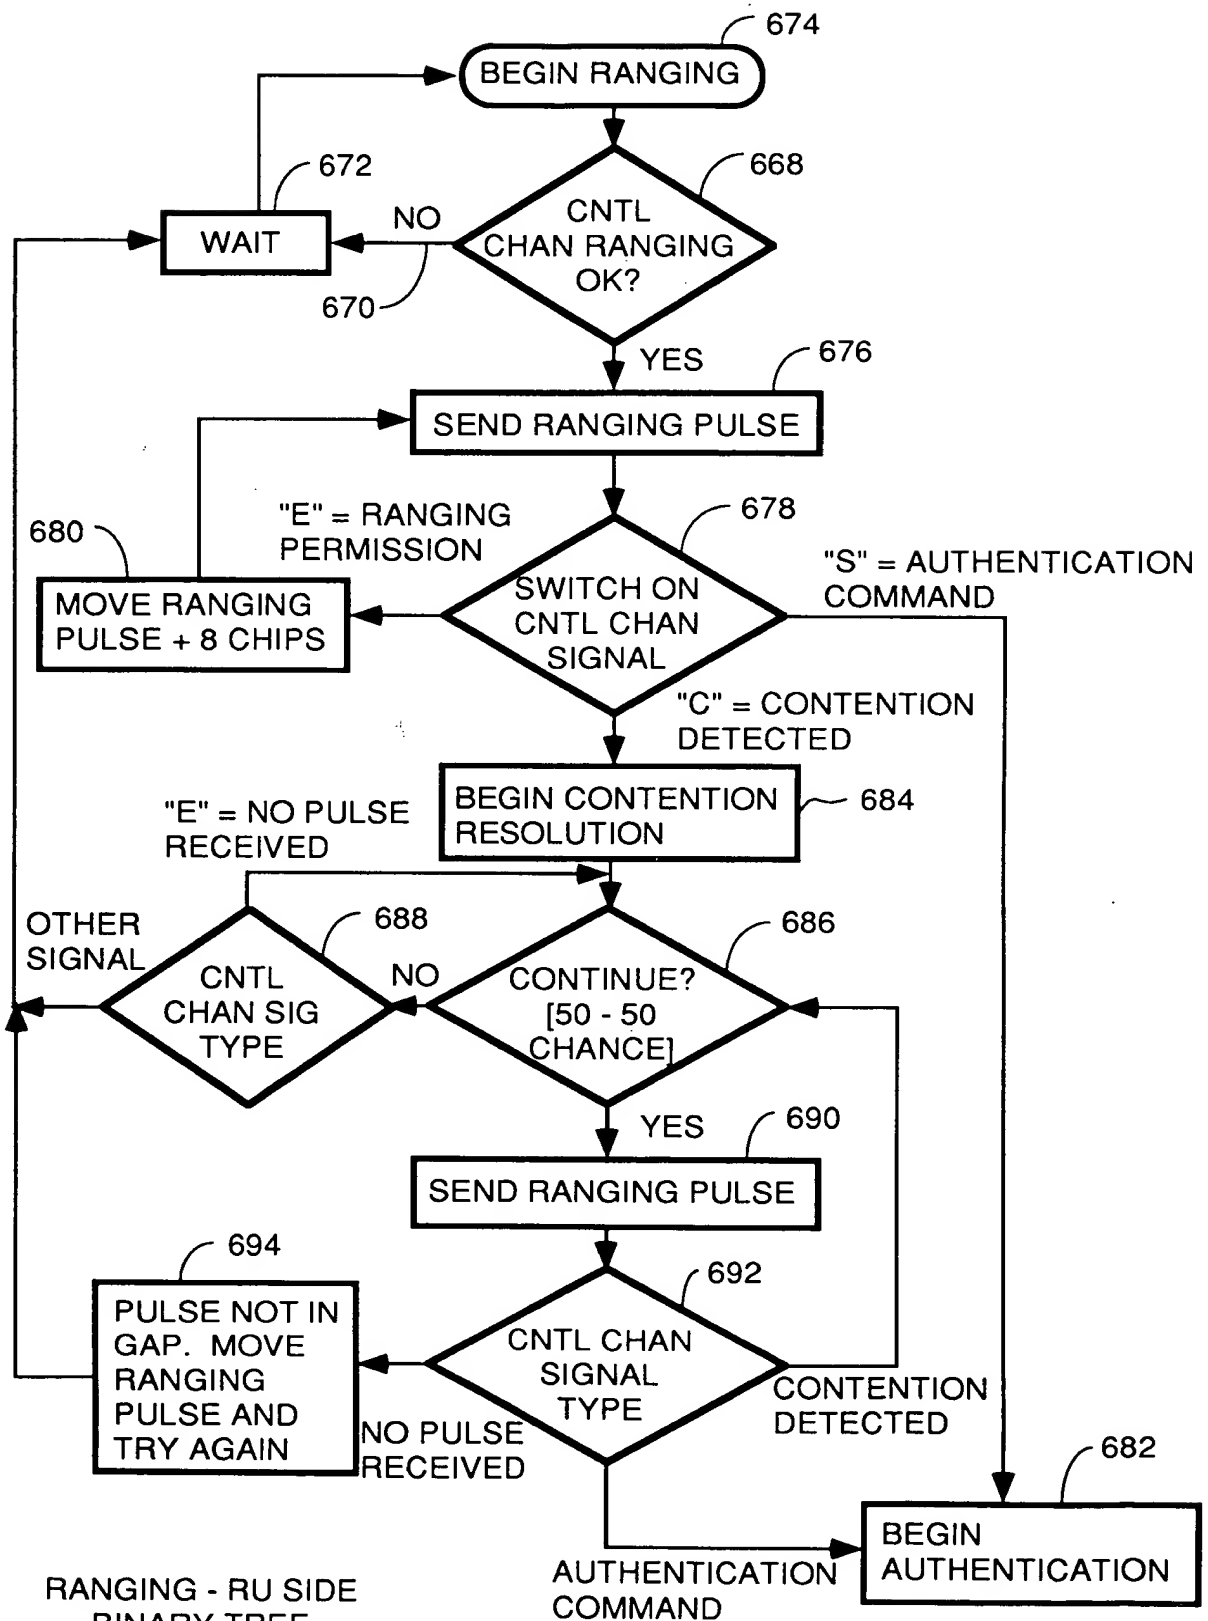 674
BEGIN RANGING
672
668
WAIT
NO
CNTL
CHAN RANGING
OK?
670
YES
676
SEND RANGING PULSE
"E" = RANGING
PERMISSION
678
680
"S" = AUTHENTICATION
COMMAND
MOVE RANGING
PULSE + 8 CHIPS
SWITCH ON
CNTL CHAN
SIGNAL
"C" = CONTENTION
DETECTED
BEGIN CONTENTION
RESOLUTION
684
"E" = NO PULSE
RECEIVED
OTHER
SIGNAL
688
686
CNTL
CHAN SIG
TYPE
NO
CONTINUE?
[50 - 50
CHANCE]
YES
690
SEND RANGING PULSE
694
692
PULSE NOT IN
GAP. MOVE
RANGING
PULSE AND
TRY AGAIN
CNTL CHAN
SIGNAL
TYPE
CONTENTION
DETECTED
NO PULSE
RECEIVED
682
BEGIN
AUTHENTICATION
AUTHENTICATION
COMMAND
RANGING - RU SIDE
BINARY TREE